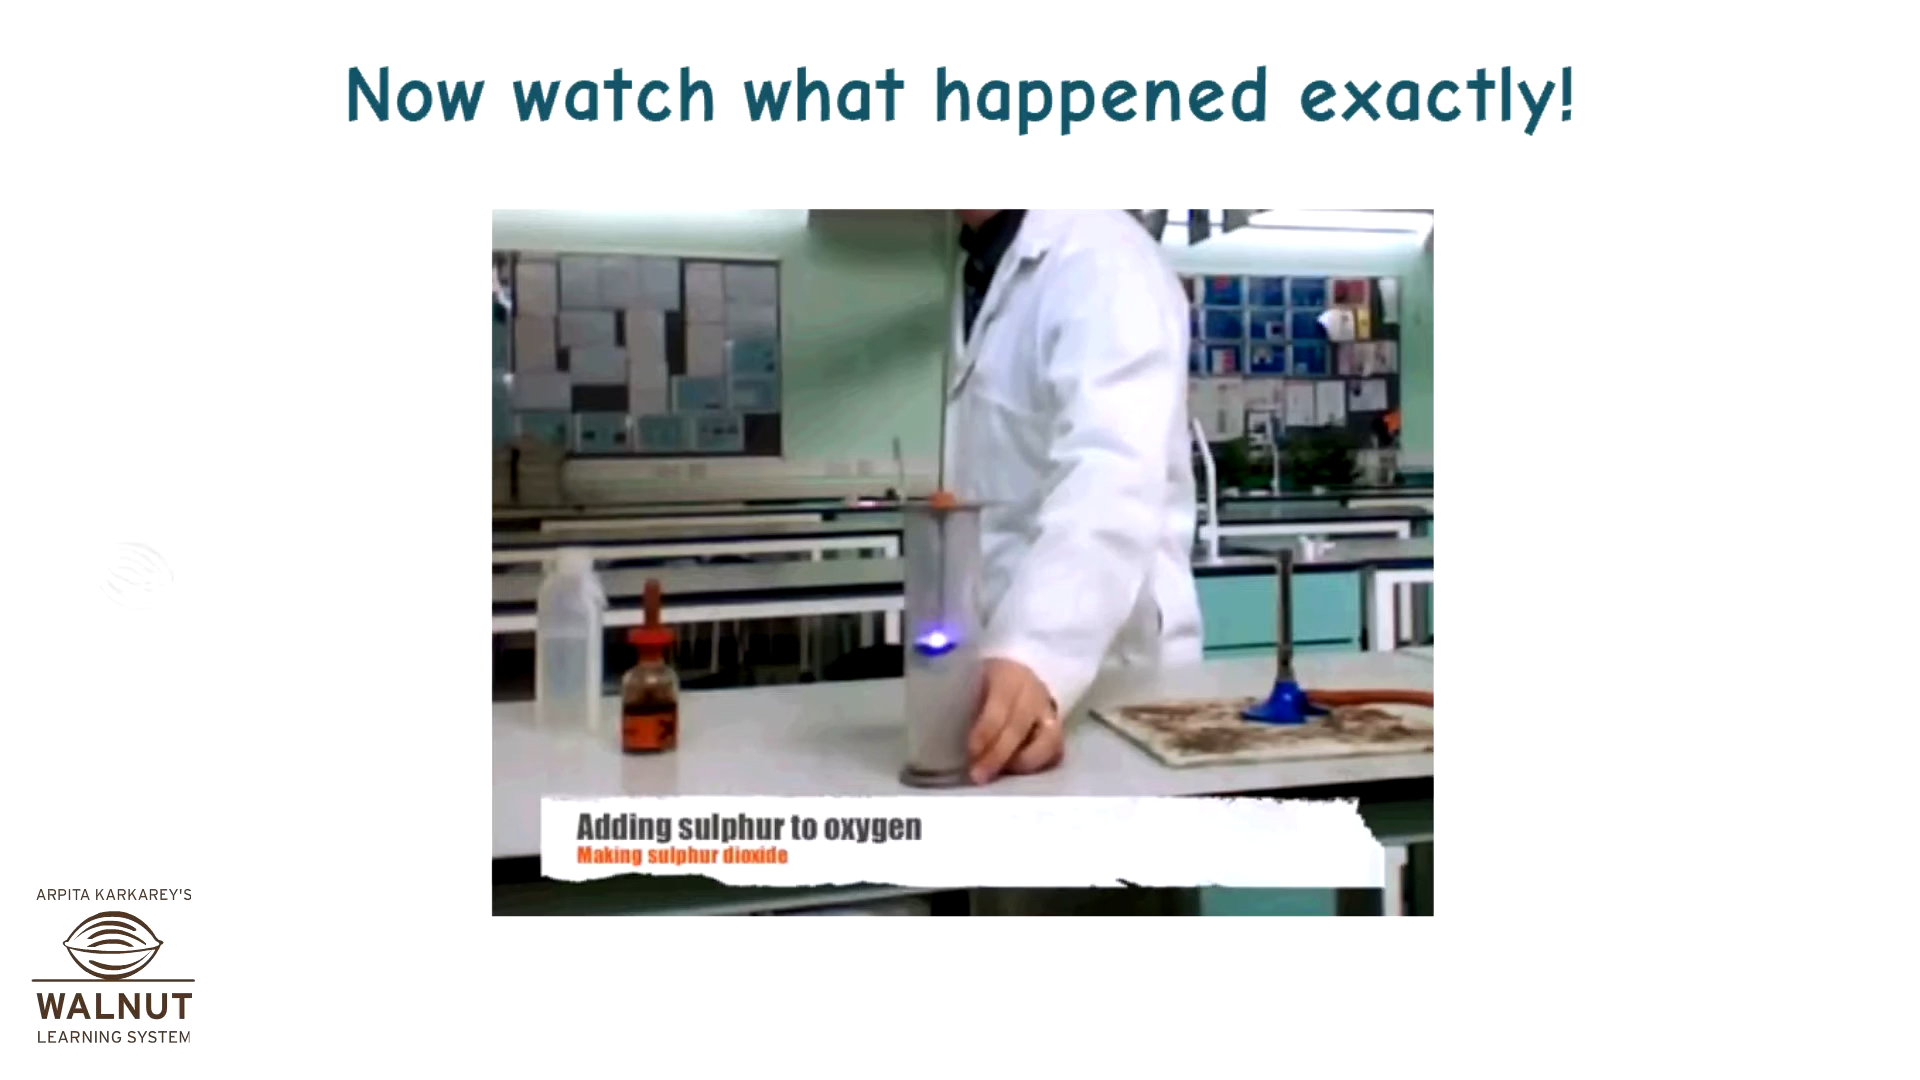 Now watch what happened exactly!
Adding sulphur to oxygen
Making sulphur dioxide
ARPITA KARKAREY'S
WALNUT
LEARNING SYSTEM